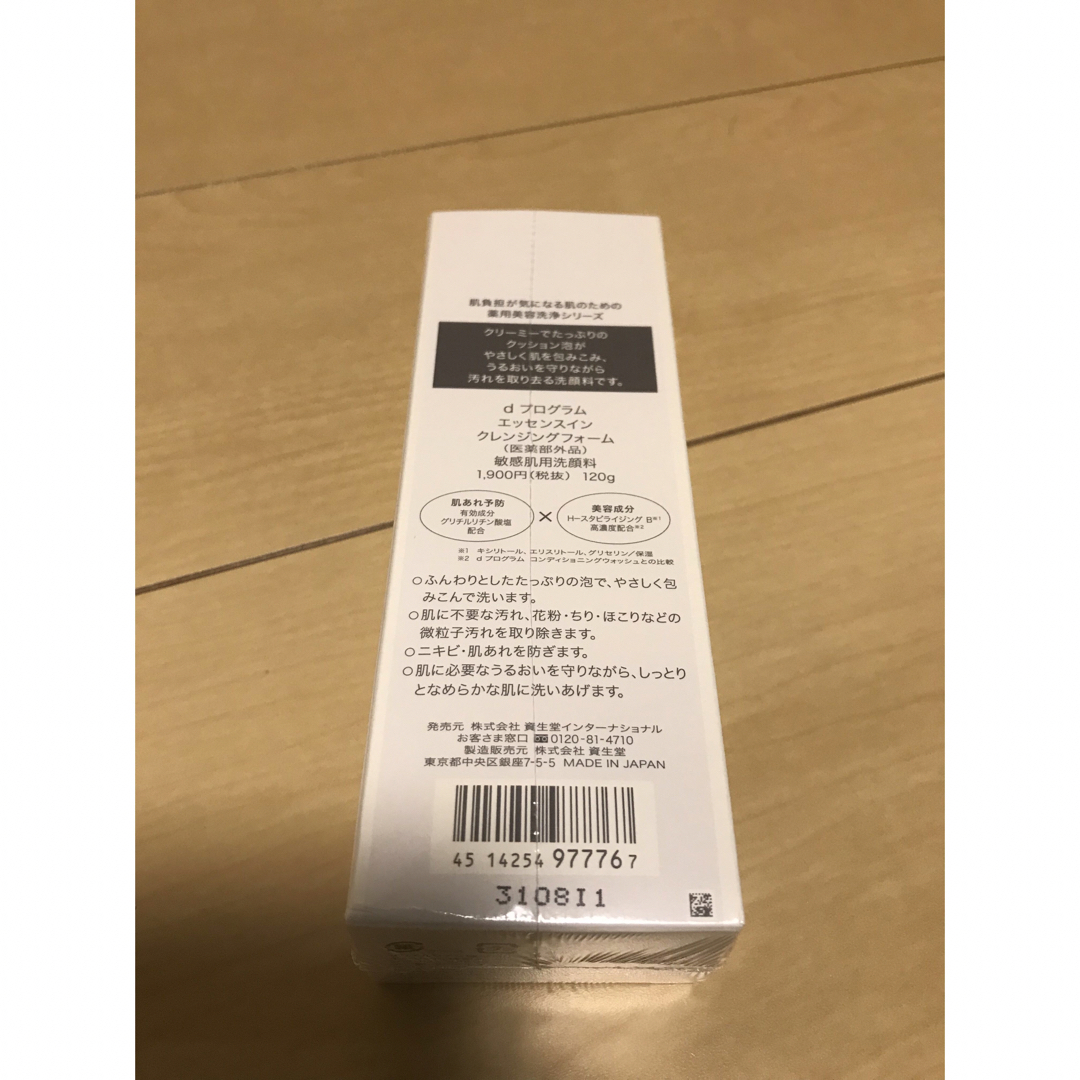 肌負担が気になる肌のための
薬用美容洗浄シリーズ
クリーミーでたっぷりの
クッション泡が
やさしく肌を包みこみ、
うるおいを守りながら
汚れを取り去る洗顔料です。
d プログラム
エッセンスイン
クレンジングフォーム
（医薬部外品）
敏感肌用洗顔料
1,900円（税抜） 120g
肌あれ予防
有効成分
グリチルリチン酸塩
配合
×
美容成分
H-スタビライジング B※1
高濃度配合※2
※1 キシリトール、エリスリトール、グリセリン/保湿
※2 d プログラム コンディショニングウォッシュとの比較
○ふんわりとしたたっぷりの泡で、やさしく包
みこんで洗います。
○肌に不要な汚れ、花粉・ちり・ほこりなどの
微粒子汚れを取り除きます。
○ニキビ・肌あれを防ぎます。
○肌に必要なうるおいを守りながら、しっとり
となめらかな肌に洗いあげます。
発売元 株式会社 資生堂インターナショナル
お客さま窓口 0120-81-4710
製造販売元 株式会社 資生堂
東京都中央区銀座7-5-5 MADE IN JAPAN
45 14254 97776 7
3108I1